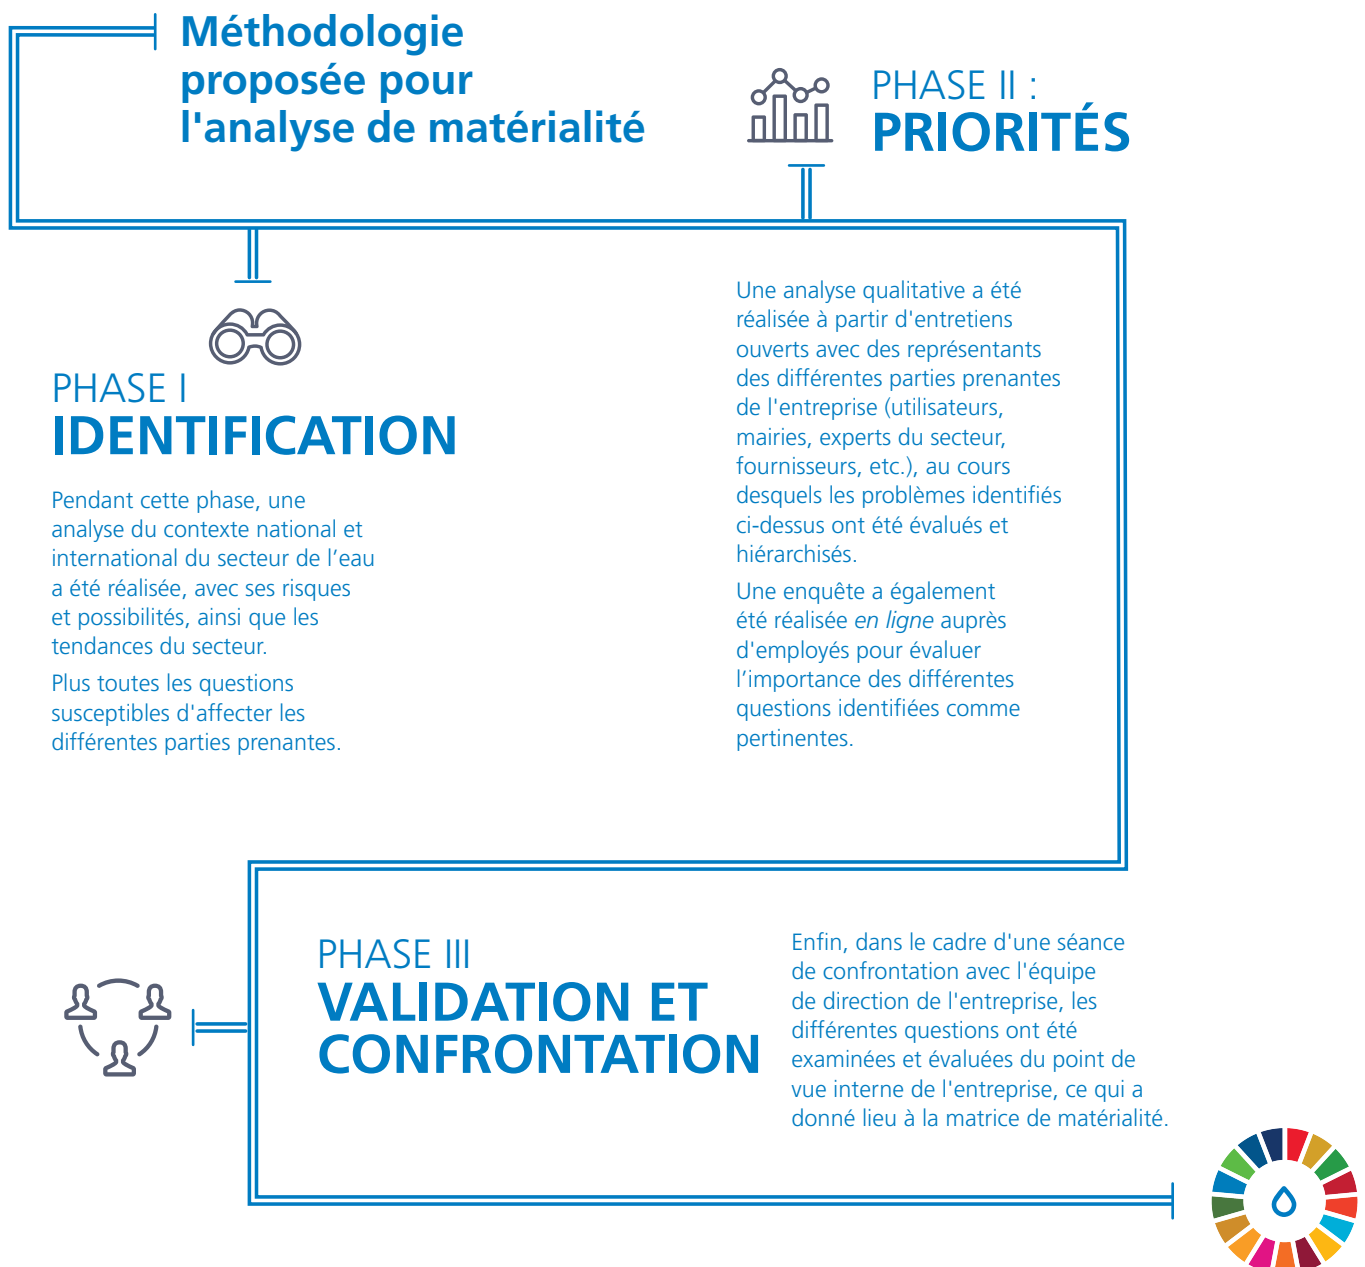 Méthodologie
proposée pour
l'analyse de matérialité
PHASE I
IDENTIFICATION
Pendant cette phase, une
analyse du contexte national et
international du secteur de l’eau
a été réalisée, avec ses risques
et possibilités, ainsi que les
tendances du secteur.
Plus toutes les questions
susceptibles d'affecter les
différentes parties prenantes.
PHASE II :
PRIORITÉS
Une analyse qualitative a été
réalisée à partir d'entretiens
ouverts avec des représentants
des différentes parties prenantes
de l'entreprise (utilisateurs,
mairies, experts du secteur,
fournisseurs, etc.), au cours
desquels les problèmes identifiés
ci-dessus ont été évalués et
hiérarchisés.
Une enquête a également
été réalisée en ligne auprès
d'employés pour évaluer
l’importance des différentes
questions identifiées comme
pertinentes.
PHASE III
VALIDATION ET
CONFRONTATION
Enfin, dans le cadre d'une séance
de confrontation avec l'équipe
de direction de l'entreprise, les
différentes questions ont été
examinées et évaluées du point de
vue interne de l'entreprise, ce qui a
donné lieu à la matrice de matérialité.